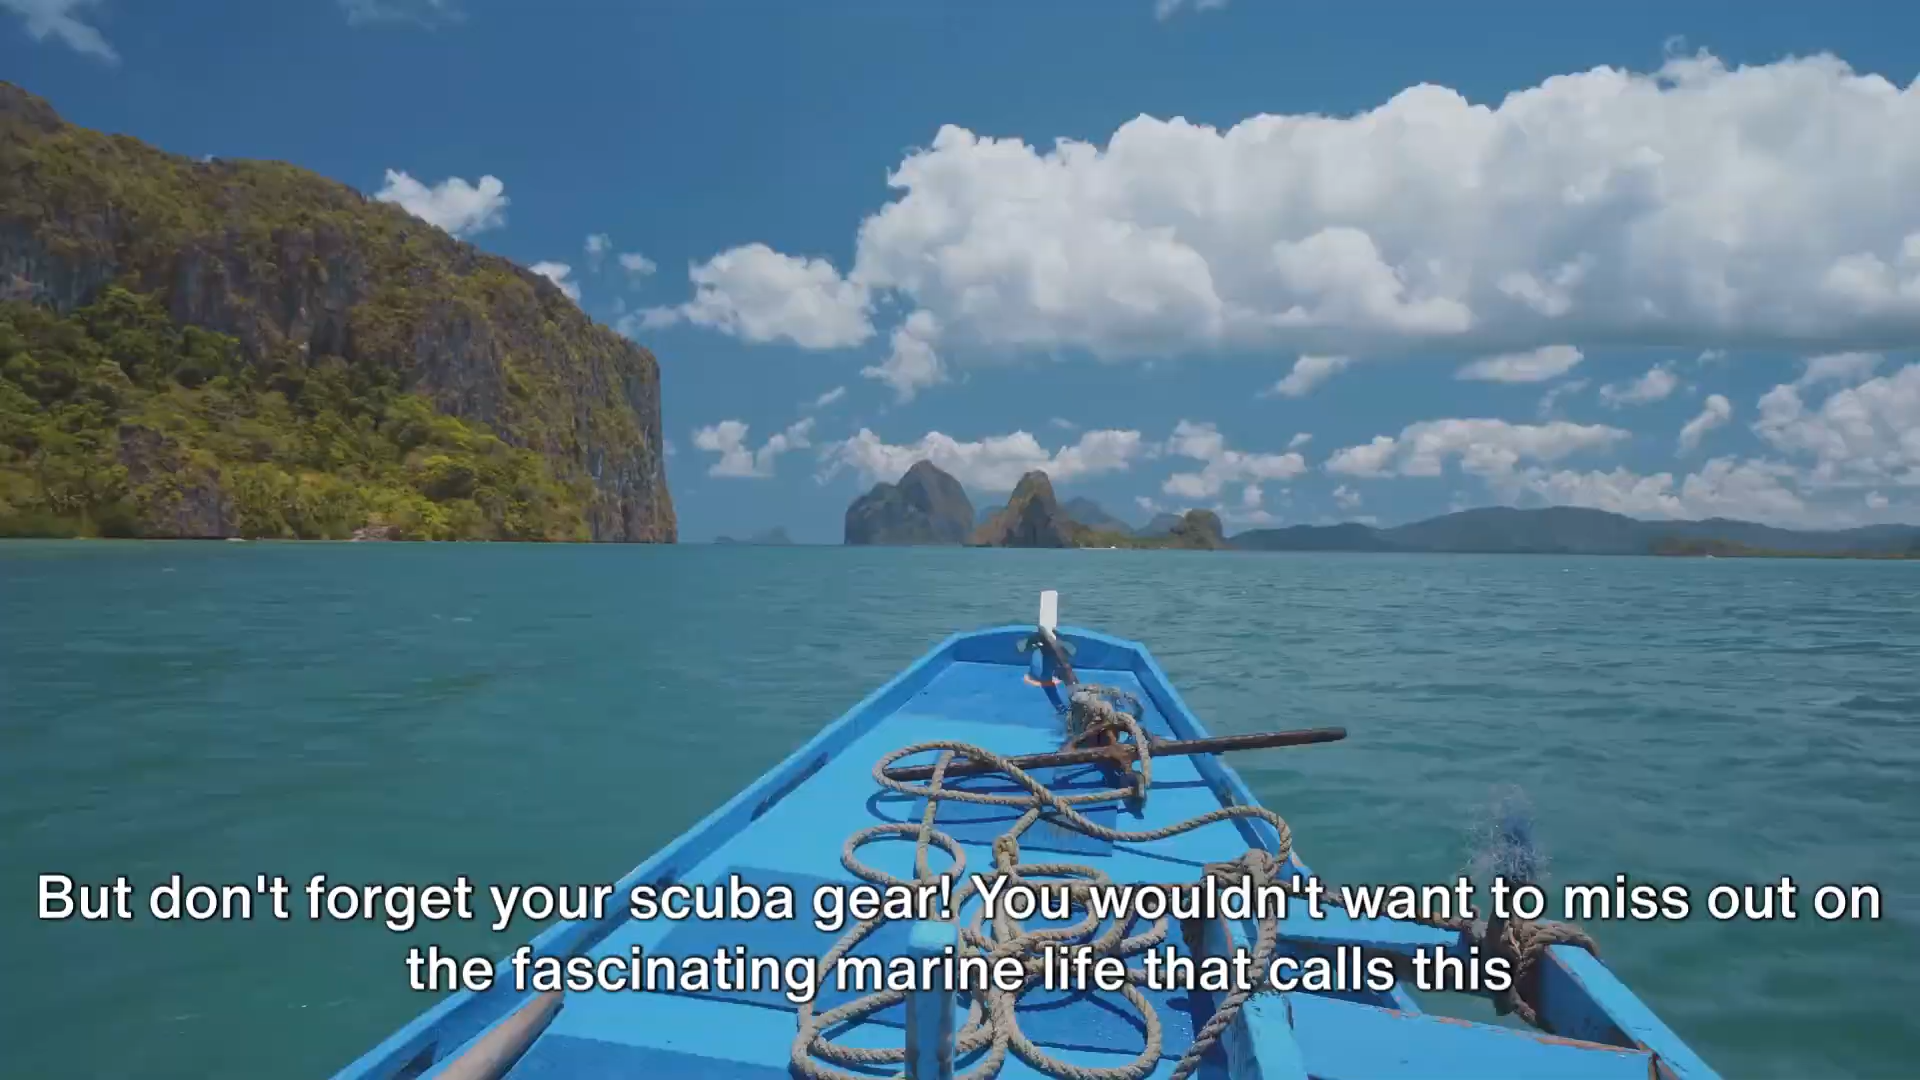 But don't forget your scuba gear! You wouldn't want to miss out on
the fascinating marine life that calls this